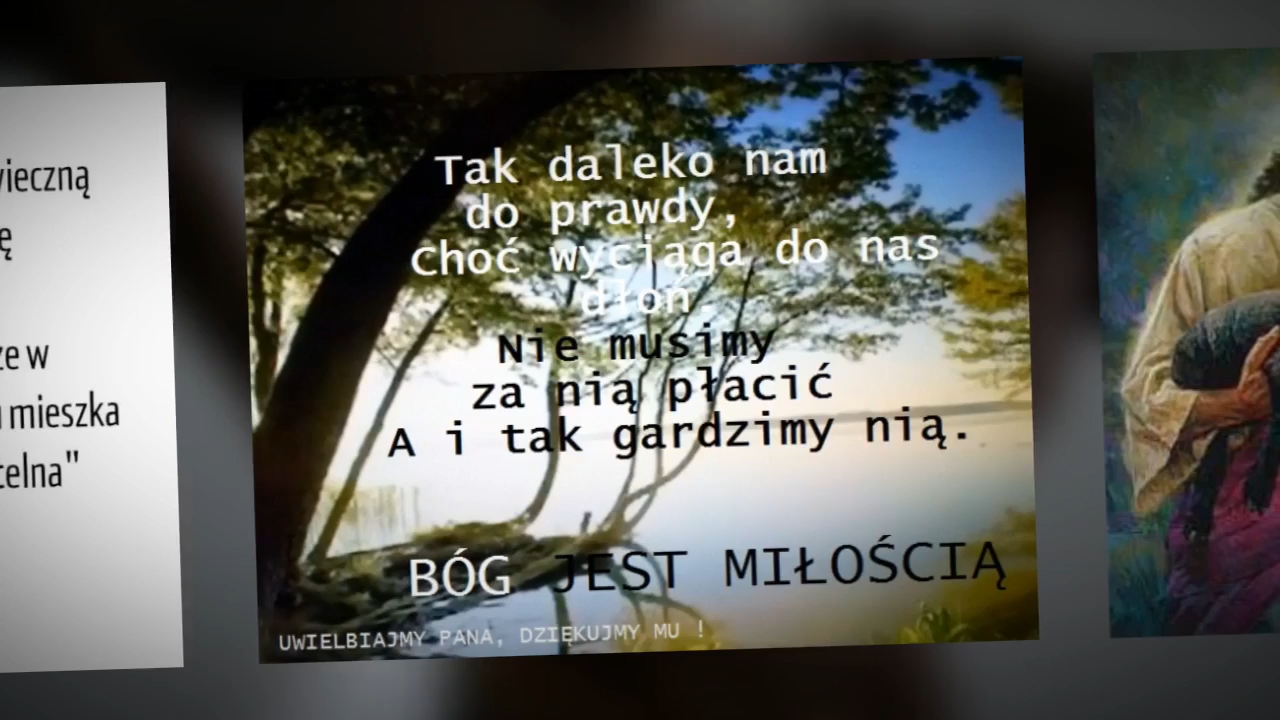 wieczną
ę
ze w
mieszka
telna"
Tak daleko nam
do prawdy,
Choć wyciąga do nas
dłoń.
Nie musimy
za nią płacić
A i tak gardzimy nią.
BÓG JEST MIŁOŚCIĄ
UWIELBIAJMY PANA, DZIĘKUJMY MU !